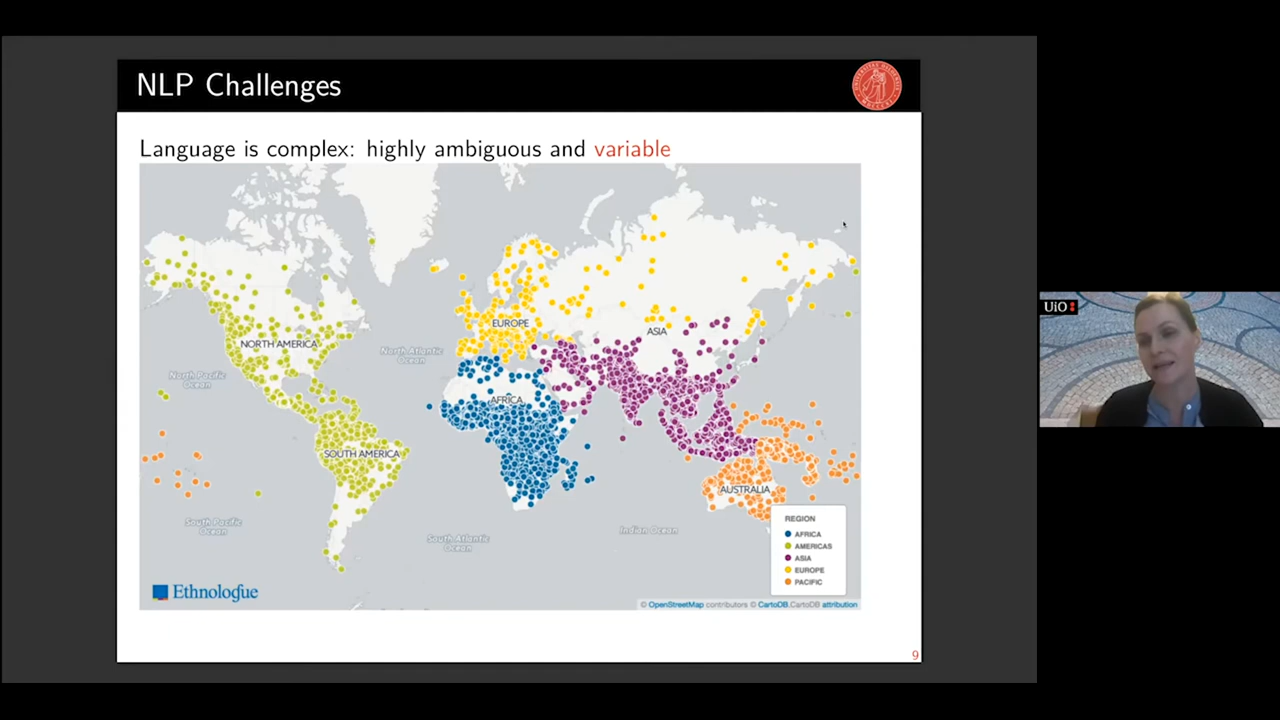 NLP Challenges
Language is complex: highly ambiguous and variable
NORTH AMERICA
EUROPE
ASIA
North Atlantic
Ocean
North Pacific
Ocean
AFRICA
SOUTH AMERICA
AUSTRALIA
South Pacific
Ocean
South Atlantic
Ocean
Indian Ocean
REGION
AFRICA
AMERICAS
ASIA
EUROPE
PACIFIC
Ethnologue
© OpenStreetMap contributors © CartoDB, CartoDB attribution
9
UiO